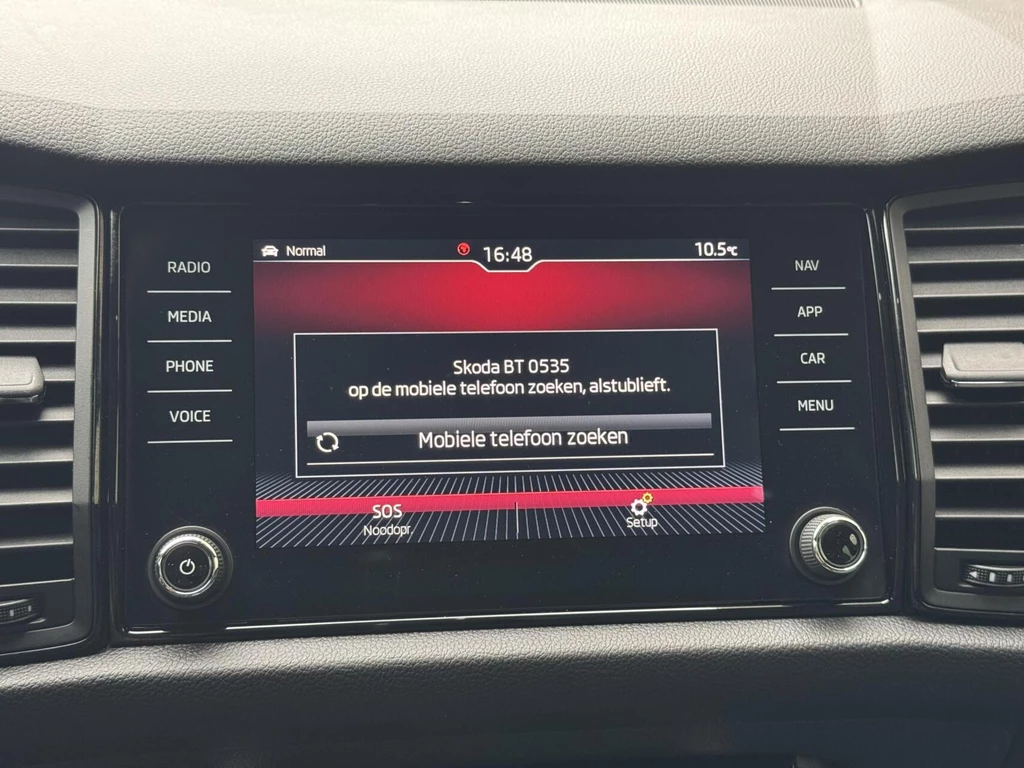 Normal
16:48
10.5°C
RADIO
MEDIA
PHONE
VOICE
NAV
APP
CAR
MENU
Skoda BT 0535
op de mobiele telefoon zoeken, alstublieft.
Mobiele telefoon zoeken
SOS
Noodopr.
Setup